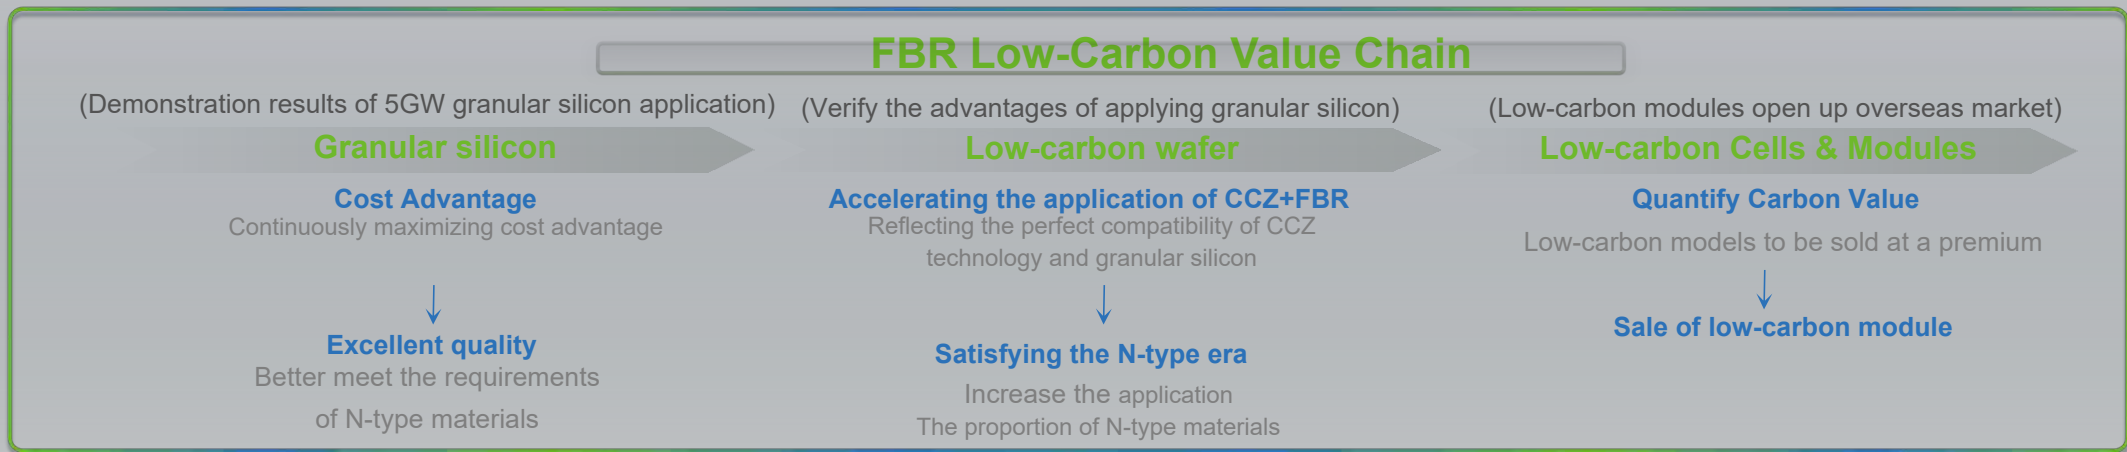 FBR Low-Carbon Value Chain
(Demonstration results of 5GW granular silicon application)
Granular silicon
Cost Advantage
Continuously maximizing cost advantage
Excellent quality
Better meet the requirements
of N-type materials
(Verify the advantages of applying granular silicon)
Low-carbon wafer
Accelerating the application of CCZ+FBR
Reflecting the perfect compatibility of CCZ
technology and granular silicon
Satisfying the N-type era
Increase the application
The proportion of N-type materials
(Low-carbon modules open up overseas market)
Low-carbon Cells & Modules
Quantify Carbon Value
Low-carbon models to be sold at a premium
Sale of low-carbon module